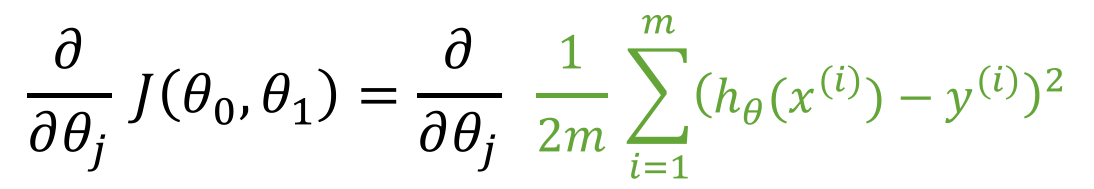 ∂/∂θ_j J(θ_0, θ_1) = ∂/∂θ_j 1/2m ∑_{i=1}^{m} (h_θ(x^{(i)}) − y^{(i)})^2